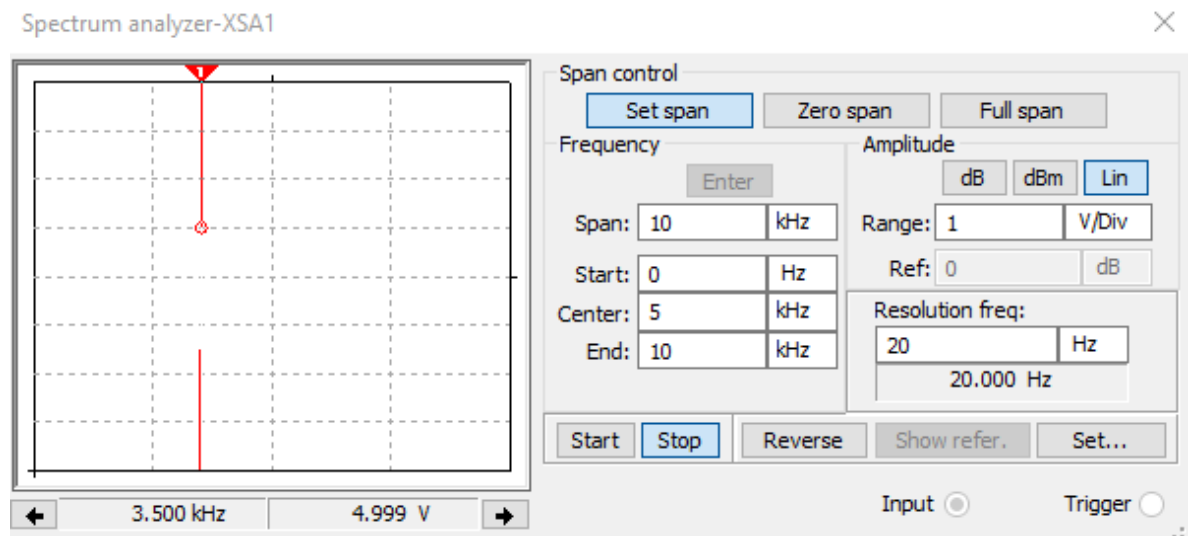 Spectrum analyzer-XSA1
1
Span control
Set span Zero span Full span
Frequency
Enter
Span: 10 kHz
Start: 0 Hz
Center: 5 kHz
End: 10 kHz
Amplitude
dB dBm Lin
Range: 1 V/Div
Ref: 0 dB
Resolution freq:
20 Hz
20.000 Hz
Start Stop Reverse Show refer. Set...
3.500 kHz 4.999 V
Input Trigger